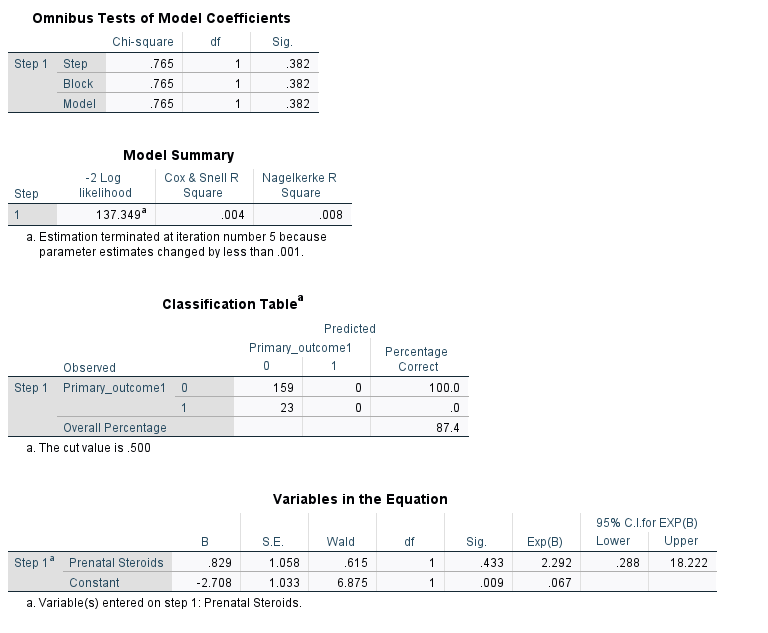 Omnibus Tests of Model Coefficients
Chi-square df Sig.
Step 1 Step .765 1 .382
Block .765 1 .382
Model .765 1 .382
Model Summary
Step -2 Log likelihood Cox & Snell R Square Nagelkerke R Square
1 137.349a .004 .008
a. Estimation terminated at iteration number 5 because
parameter estimates changed by less than .001.
Classification Tablea
Predicted
Primary_outcome1 Percentage Correct
Observed 0 1
Step 1 Primary_outcome1 0 159 0 100.0
1 23 0 .0
Overall Percentage 87.4
a. The cut value is .500
Variables in the Equation
95% C.I.for EXP(B)
B S.E. Wald df Sig. Exp(B) Lower Upper
Step 1a Prenatal Steroids .829 1.058 .615 1 .433 2.292 .288 18.222
Constant -2.708 1.033 6.875 1 .009 .067
a. Variable(s) entered on step 1: Prenatal Steroids.